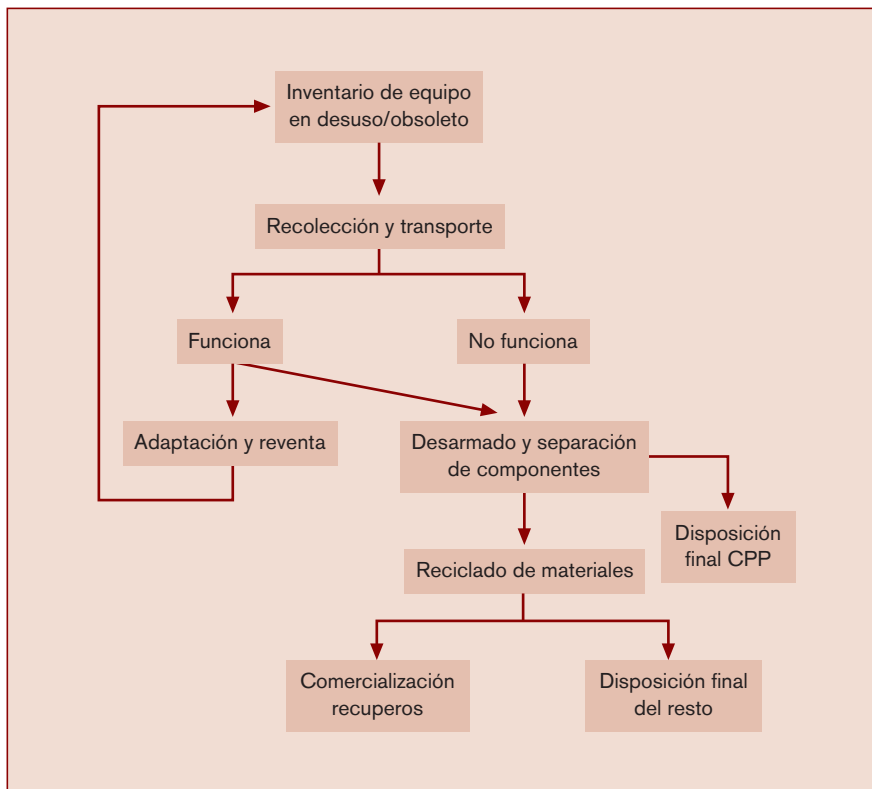 Inventario de equipo
en desuso/obsoleto
Recolección y transporte
Funciona
No funciona
Adaptación y reventa
Desarmado y separación
de componentes
Disposición
final CPP
Reciclado de materiales
Comercialización
recuperos
Disposición final
del resto